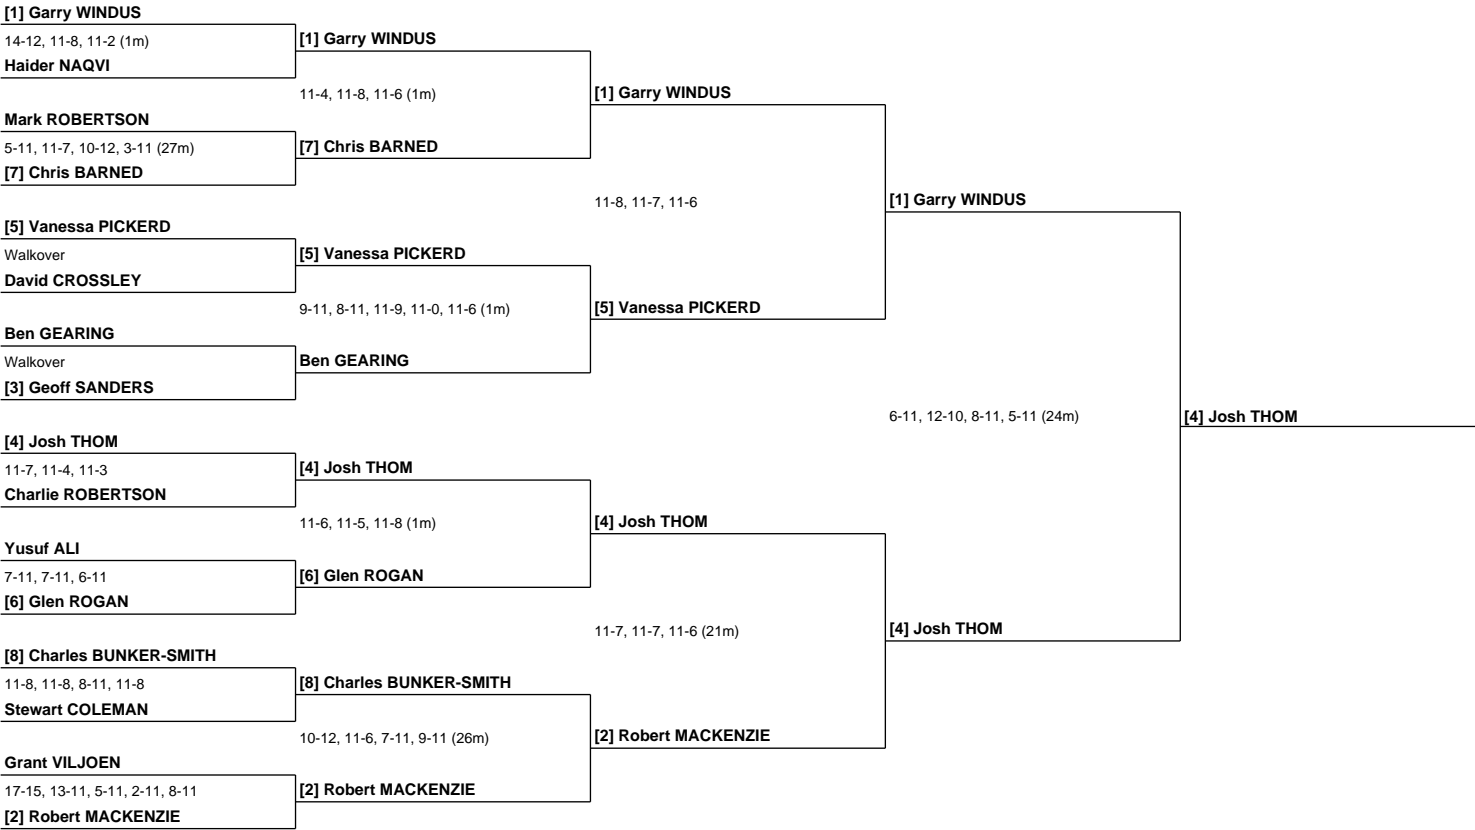 [1] Garry WINDUS
14-12, 11-8, 11-2 (1m)
Haider NAQVI
Mark ROBERTSON
5-11, 11-7, 10-12, 3-11 (27m)
[7] Chris BARNED
[5] Vanessa PICKERD
Walkover
David CROSSLEY
Ben GEARING
Walkover
[3] Geoff SANDERS
[4] Josh THOM
11-7, 11-4, 11-3
Charlie ROBERTSON
Yusuf ALI
7-11, 7-11, 6-11
[6] Glen ROGAN
[8] Charles BUNKER-SMITH
11-8, 11-8, 8-11, 11-8
Stewart COLEMAN
Grant VILJOEN
17-15, 13-11, 5-11, 2-11, 8-11
[2] Robert MACKENZIE
[1] Garry WINDUS
11-4, 11-8, 11-6 (1m)
[7] Chris BARNED
[5] Vanessa PICKERD
9-11, 8-11, 11-9, 11-0, 11-6 (1m)
Ben GEARING
[4] Josh THOM
11-6, 11-5, 11-8 (1m)
[6] Glen ROGAN
[8] Charles BUNKER-SMITH
10-12, 11-6, 7-11, 9-11 (26m)
[2] Robert MACKENZIE
[1] Garry WINDUS
11-8, 11-7, 11-6
[5] Vanessa PICKERD
[4] Josh THOM
11-7, 11-7, 11-6 (21m)
[2] Robert MACKENZIE
[1] Garry WINDUS
6-11, 12-10, 8-11, 5-11 (24m)
[4] Josh THOM
[4] Josh THOM